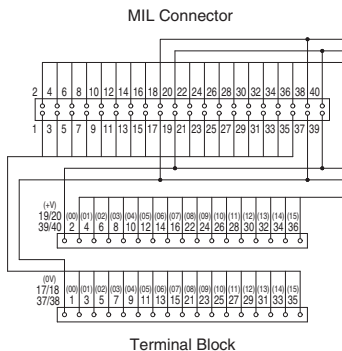 MIL Connector
2 4 6 8 10 12 14 16 18 20 22 24 26 28 30 32 34 36 38 40
1 3 5 7 9 11 13 15 17 19 21 23 25 27 29 31 33 35 37 39
(+V)
19/20 (00) (01) (02) (03) (04) (05) (06) (07) (08) (09) (10) (11) (12) (13) (14) (15)
39/40 2 4 6 8 10 12 14 16 22 24 26 28 30 32 34 36
(0V)
17/18 (00) (01) (02) (03) (04) (05) (06) (07) (08) (09) (10) (11) (12) (13) (14) (15)
37/38 1 3 5 7 9 11 13 15 21 23 25 27 29 31 33 35
Terminal Block